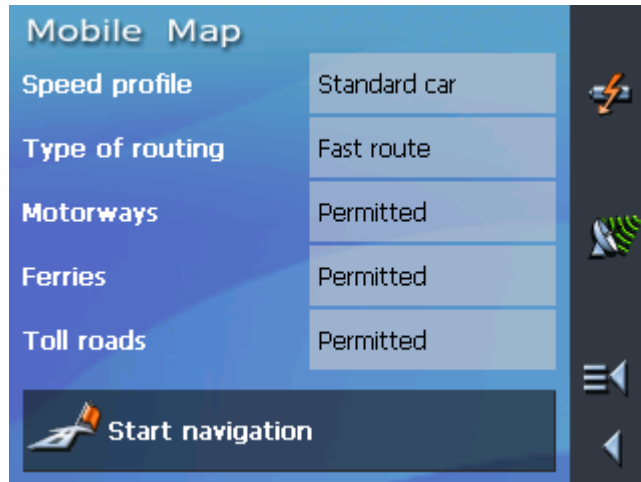 Mobile Map
Speed profile Standard car
Type of routing Fast route
Motorways Permitted
Ferries Permitted
Toll roads Permitted
Start navigation